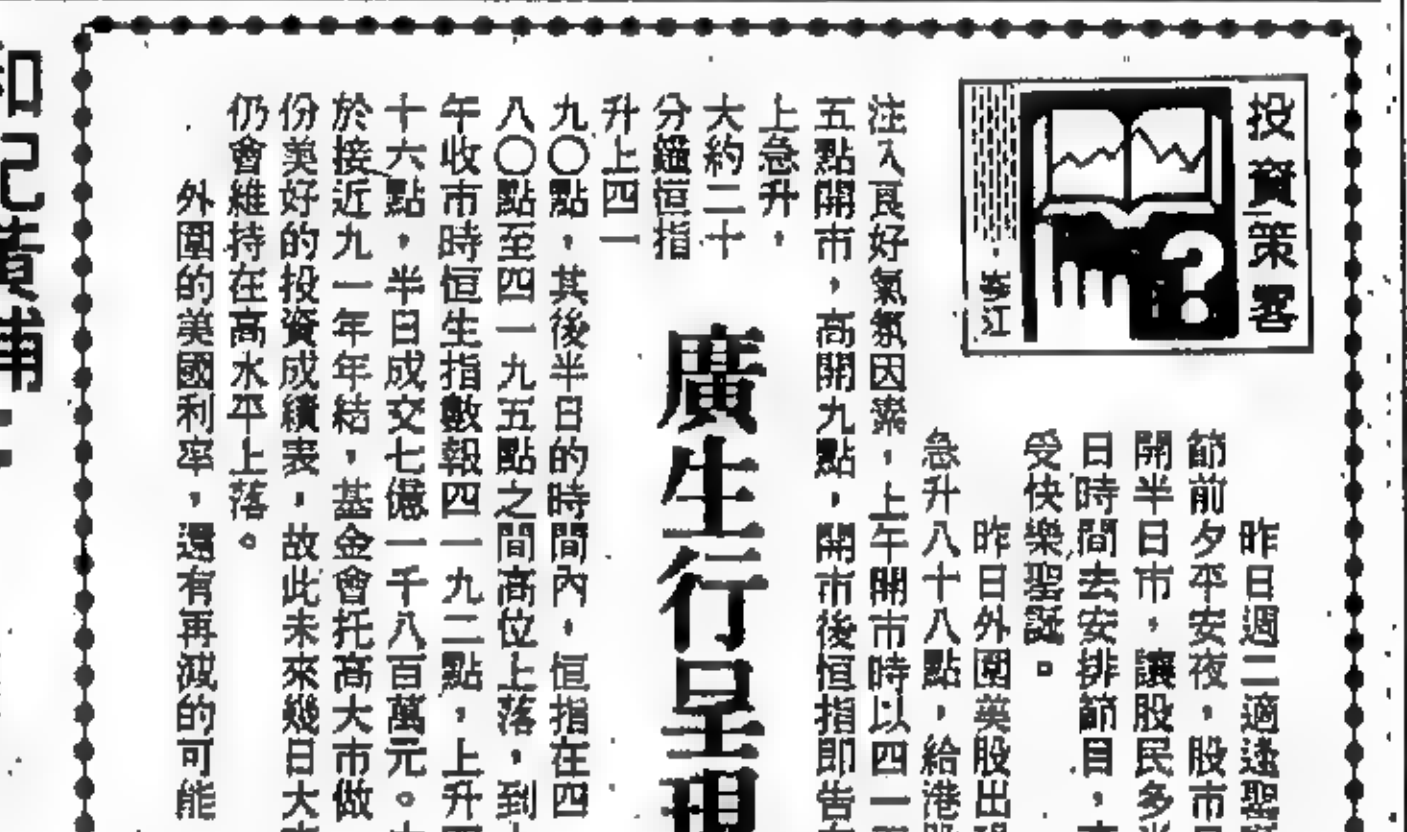 投資策客
江
昨日週二適逢聖
節前夕平安夜，股市
開半日市，讓股民多
日時間去安排節目，
受快樂聖誕。
昨日外圍英股出現
急升八十八點，給港股
注入良好氣氛因素，上午開市時以四一
五點開市，高開九點，開市後恒指即告
上急升，
大約二十
分鐘恒指
升上四一
廣生行呈現
九〇點，其後半日的時間內，恒指在四
八〇點至四一九五點之間高位上落，到
午收市時恒生指數報四一九二點，上升
十六點，半日成交七億一千八百萬元。
於接近九一年年結，基金會托高大市做
份美好的投資成績表，故此未來幾日大
仍會維持在高水平上落。
外圍的美國利率，還有再減的可能
和記黃埔